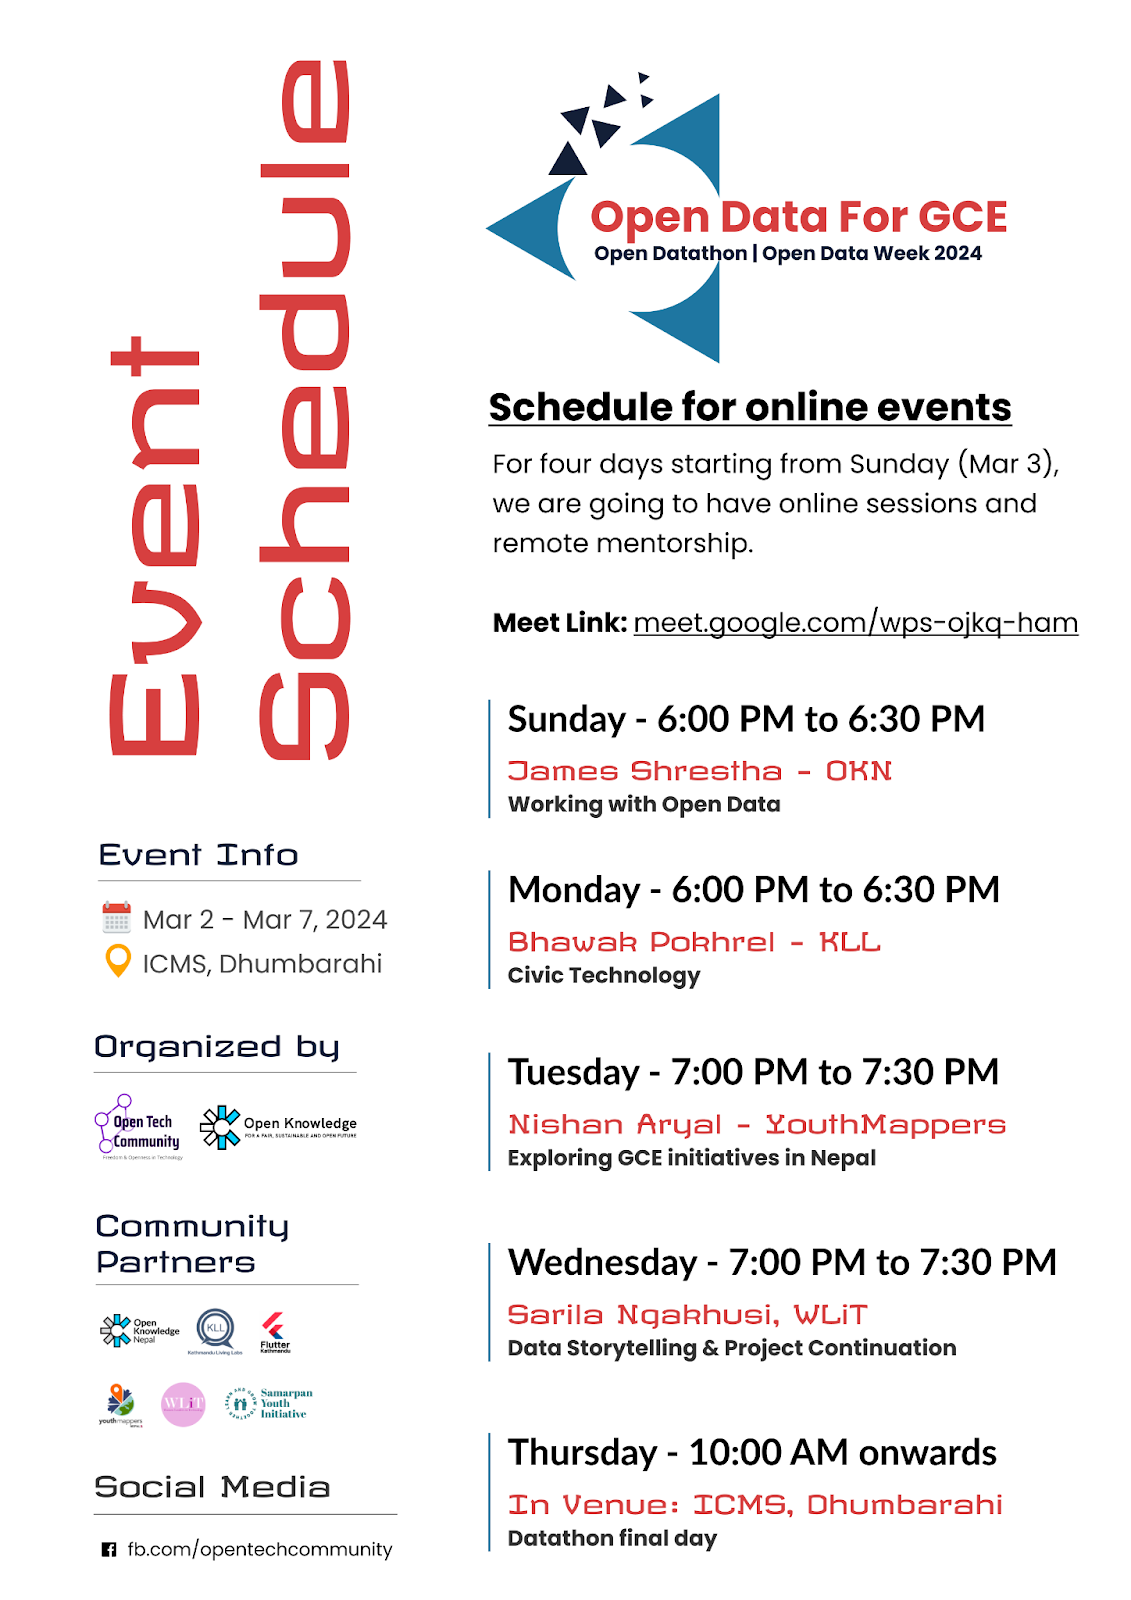 Event
Schedule
Open Data For GCE
Open Datathon | Open Data Week 2024
Schedule for online events
For four days starting from Sunday (Mar 3),
we are going to have online sessions and
remote mentorship.
Meet Link: meet.google.com/wps-ojkq-ham
Sunday - 6:00 PM to 6:30 PM
James Shrestha - OKN
Working with Open Data
Monday - 6:00 PM to 6:30 PM
Bhawak Pokhrel - KLL
Civic Technology
Tuesday - 7:00 PM to 7:30 PM
Nishan Aryal - YouthMappers
Exploring GCE initiatives in Nepal
Wednesday - 7:00 PM to 7:30 PM
Sarila Ngakhusi, WLiT
Data Storytelling & Project Continuation
Thursday - 10:00 AM onwards
In Venue: ICMS, Dhumbarahi
Datathon final day
Event Info
Mar 2 - Mar 7, 2024
ICMS, Dhumbarahi
Organized by
Open Tech
Community
Freedom & Openness in Technology
Open Knowledge
FOR A FAIR, SUSTAINABLE AND OPEN FUTURE
Community
Partners
Open
Knowledge
Nepal
KLL
Kathmandu Living Labs
Flutter
Kathmandu
youthmappers
WLiT
LEARN AND GROW TOGETHER
Samarpan
Youth
Initiative
Social Media
fb.com/opentechcommunity